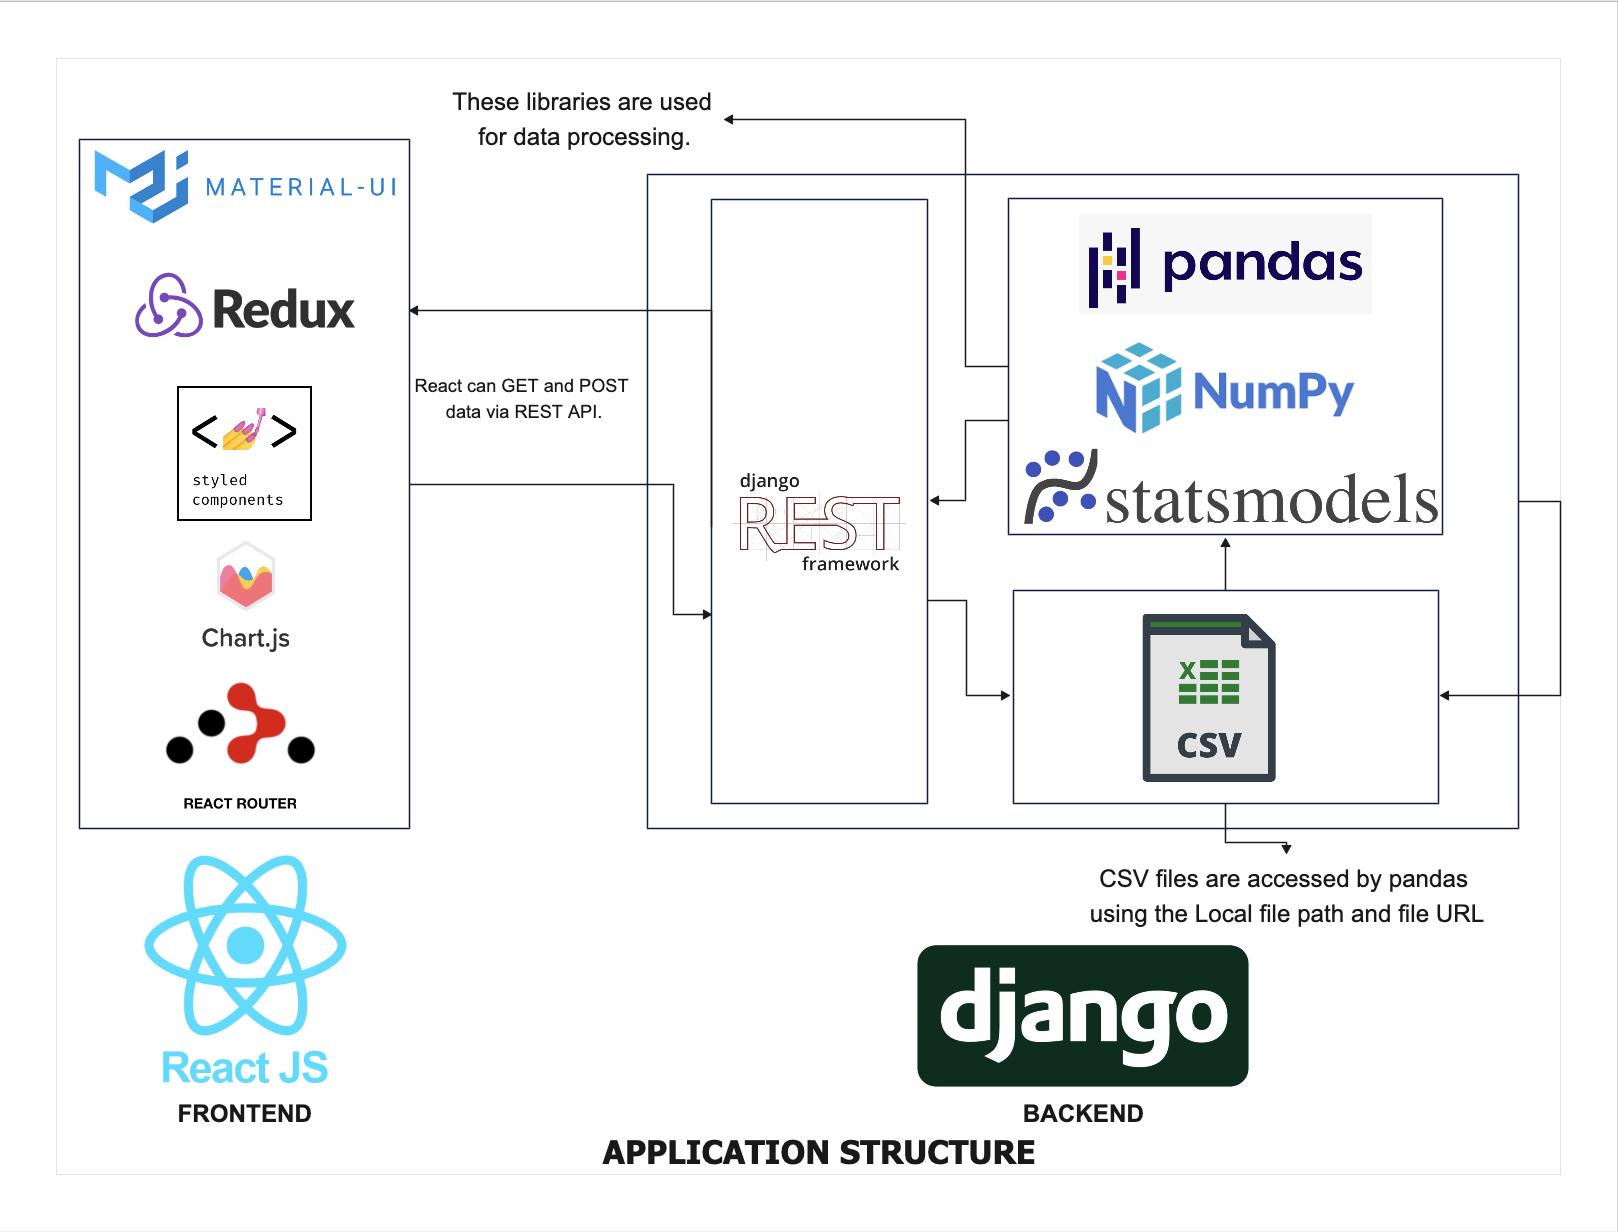 These libraries are used
for data processing.
MATERIAL-UI
Redux
< >
styled
components
Chart.js
REACT ROUTER
React JS
FRONTEND
React can GET and POST
data via REST API.
django
REST
framework
pandas
NumPy
statsmodels
X
CSV
CSV files are accessed by pandas
using the Local file path and file URL
django
BACKEND
APPLICATION STRUCTURE